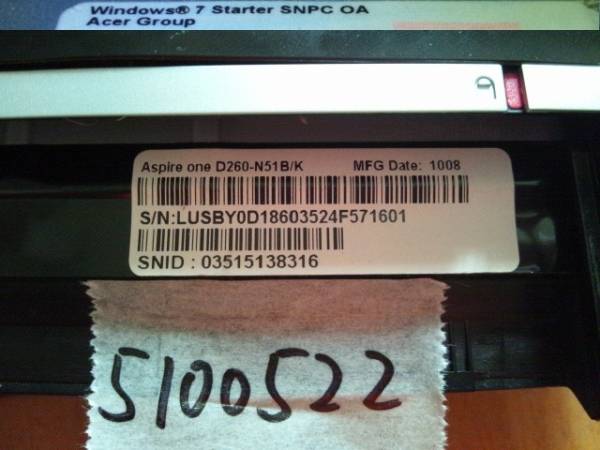 Windows® 7 Starter SNPC OA
Acer Group
Aspire one D260-N51B/K MFG Date: 1008
S/N:LUSBY0D18603524F571601
SNID : 03515138316
5100522